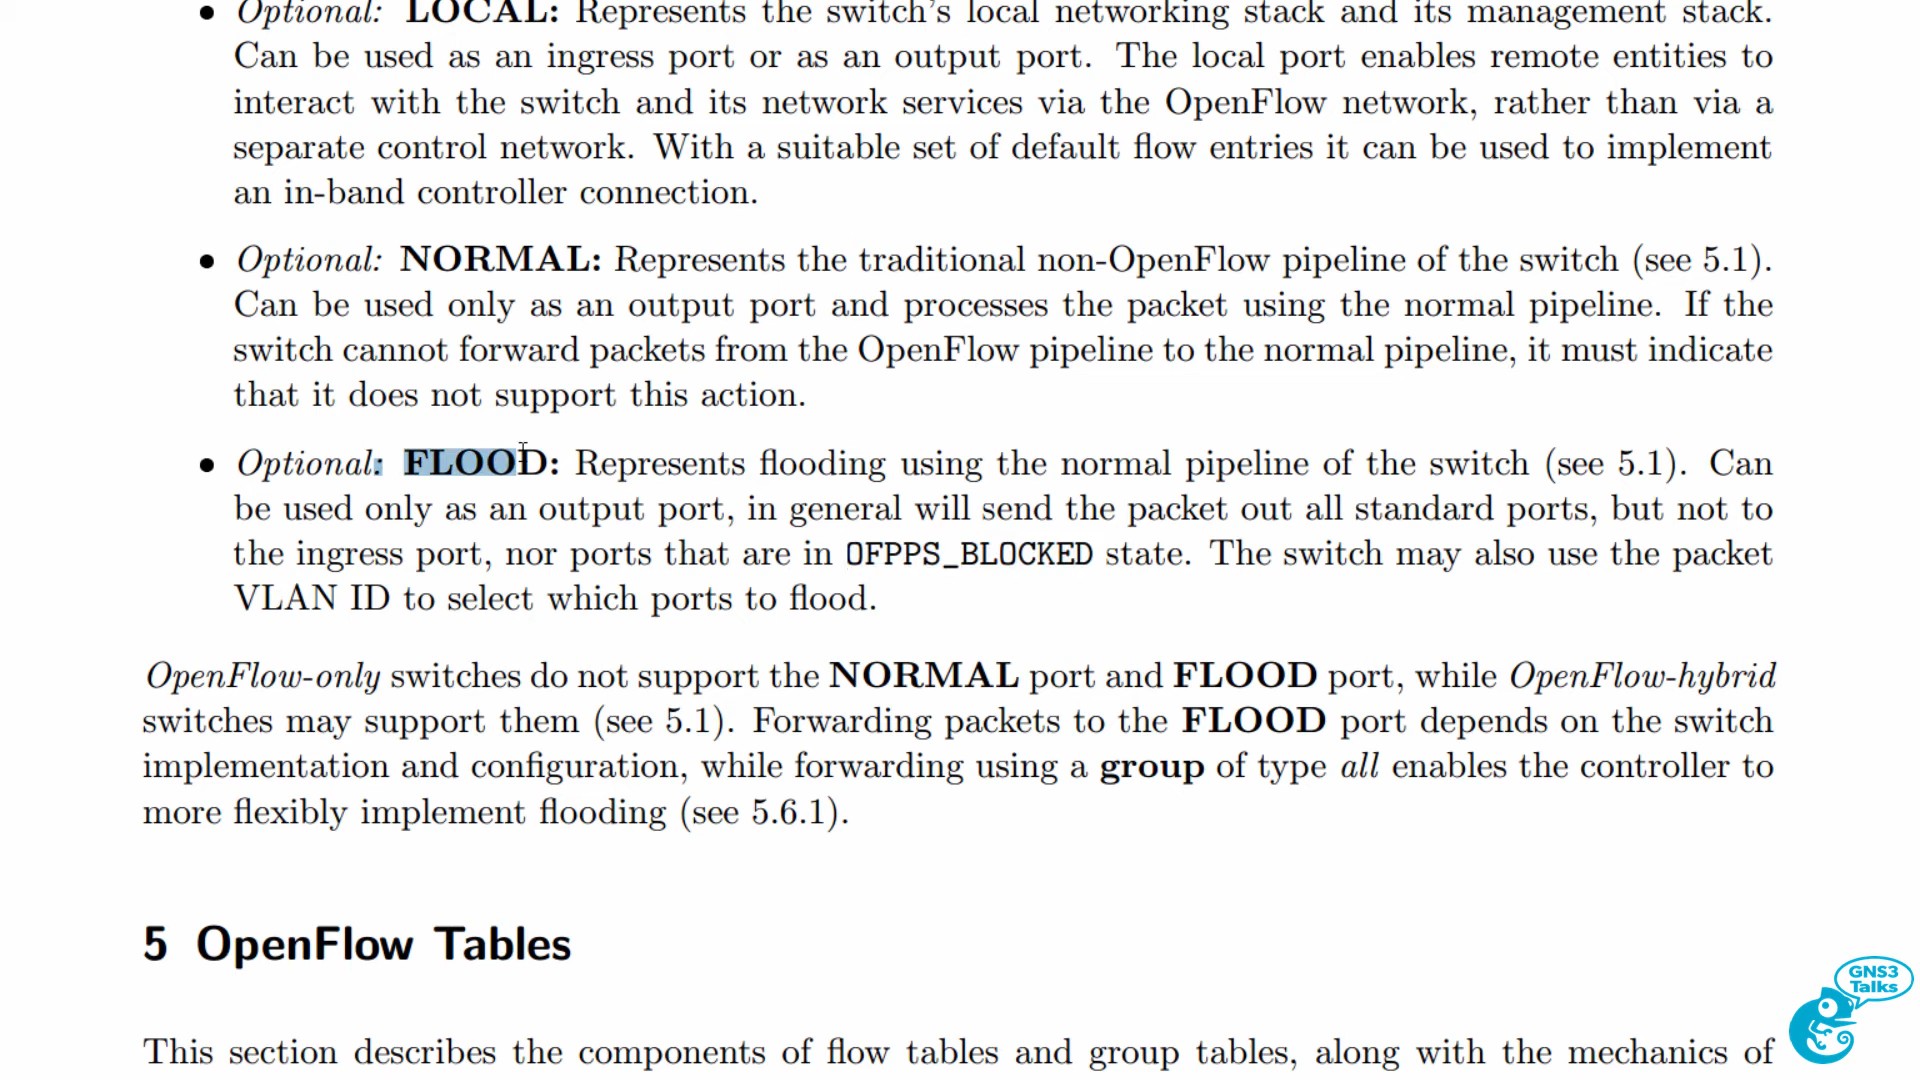 • Optional: LOCAL: Represents the switch's local networking stack and its management stack.
Can be used as an ingress port or as an output port. The local port enables remote entities to
interact with the switch and its network services via the OpenFlow network, rather than via a
separate control network. With a suitable set of default flow entries it can be used to implement
an in-band controller connection.
• Optional: NORMAL: Represents the traditional non-OpenFlow pipeline of the switch (see 5.1).
Can be used only as an output port and processes the packet using the normal pipeline. If the
switch cannot forward packets from the OpenFlow pipeline to the normal pipeline, it must indicate
that it does not support this action.
• Optional: FLOOD: Represents flooding using the normal pipeline of the switch (see 5.1). Can
be used only as an output port, in general will send the packet out all standard ports, but not to
the ingress port, nor ports that are in OFPPS_BLOCKED state. The switch may also use the packet
VLAN ID to select which ports to flood.
OpenFlow-only switches do not support the NORMAL port and FLOOD port, while OpenFlow-hybrid
switches may support them (see 5.1). Forwarding packets to the FLOOD port depends on the switch
implementation and configuration, while forwarding using a group of type all enables the controller to
more flexibly implement flooding (see 5.6.1).
5 OpenFlow Tables
This section describes the components of flow tables and group tables, along with the mechanics of
GNS3
Talks